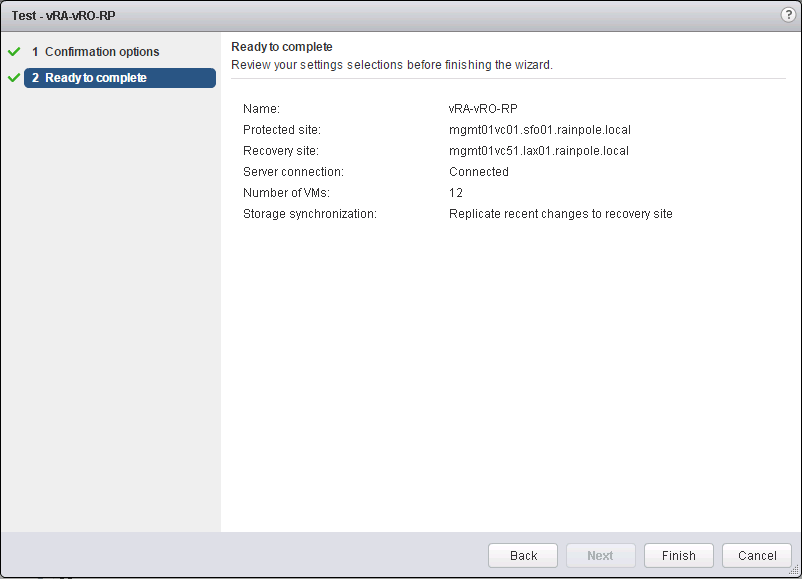 Test - vRA-vRO-RP
?
1 Confirmation options
2 Ready to complete
Ready to complete
Review your settings selections before finishing the wizard.
Name: vRA-vRO-RP
Protected site: mgmt01vc01.sfo01.rainpole.local
Recovery site: mgmt01vc51.lax01.rainpole.local
Server connection: Connected
Number of VMs: 12
Storage synchronization: Replicate recent changes to recovery site
Back Next Finish Cancel